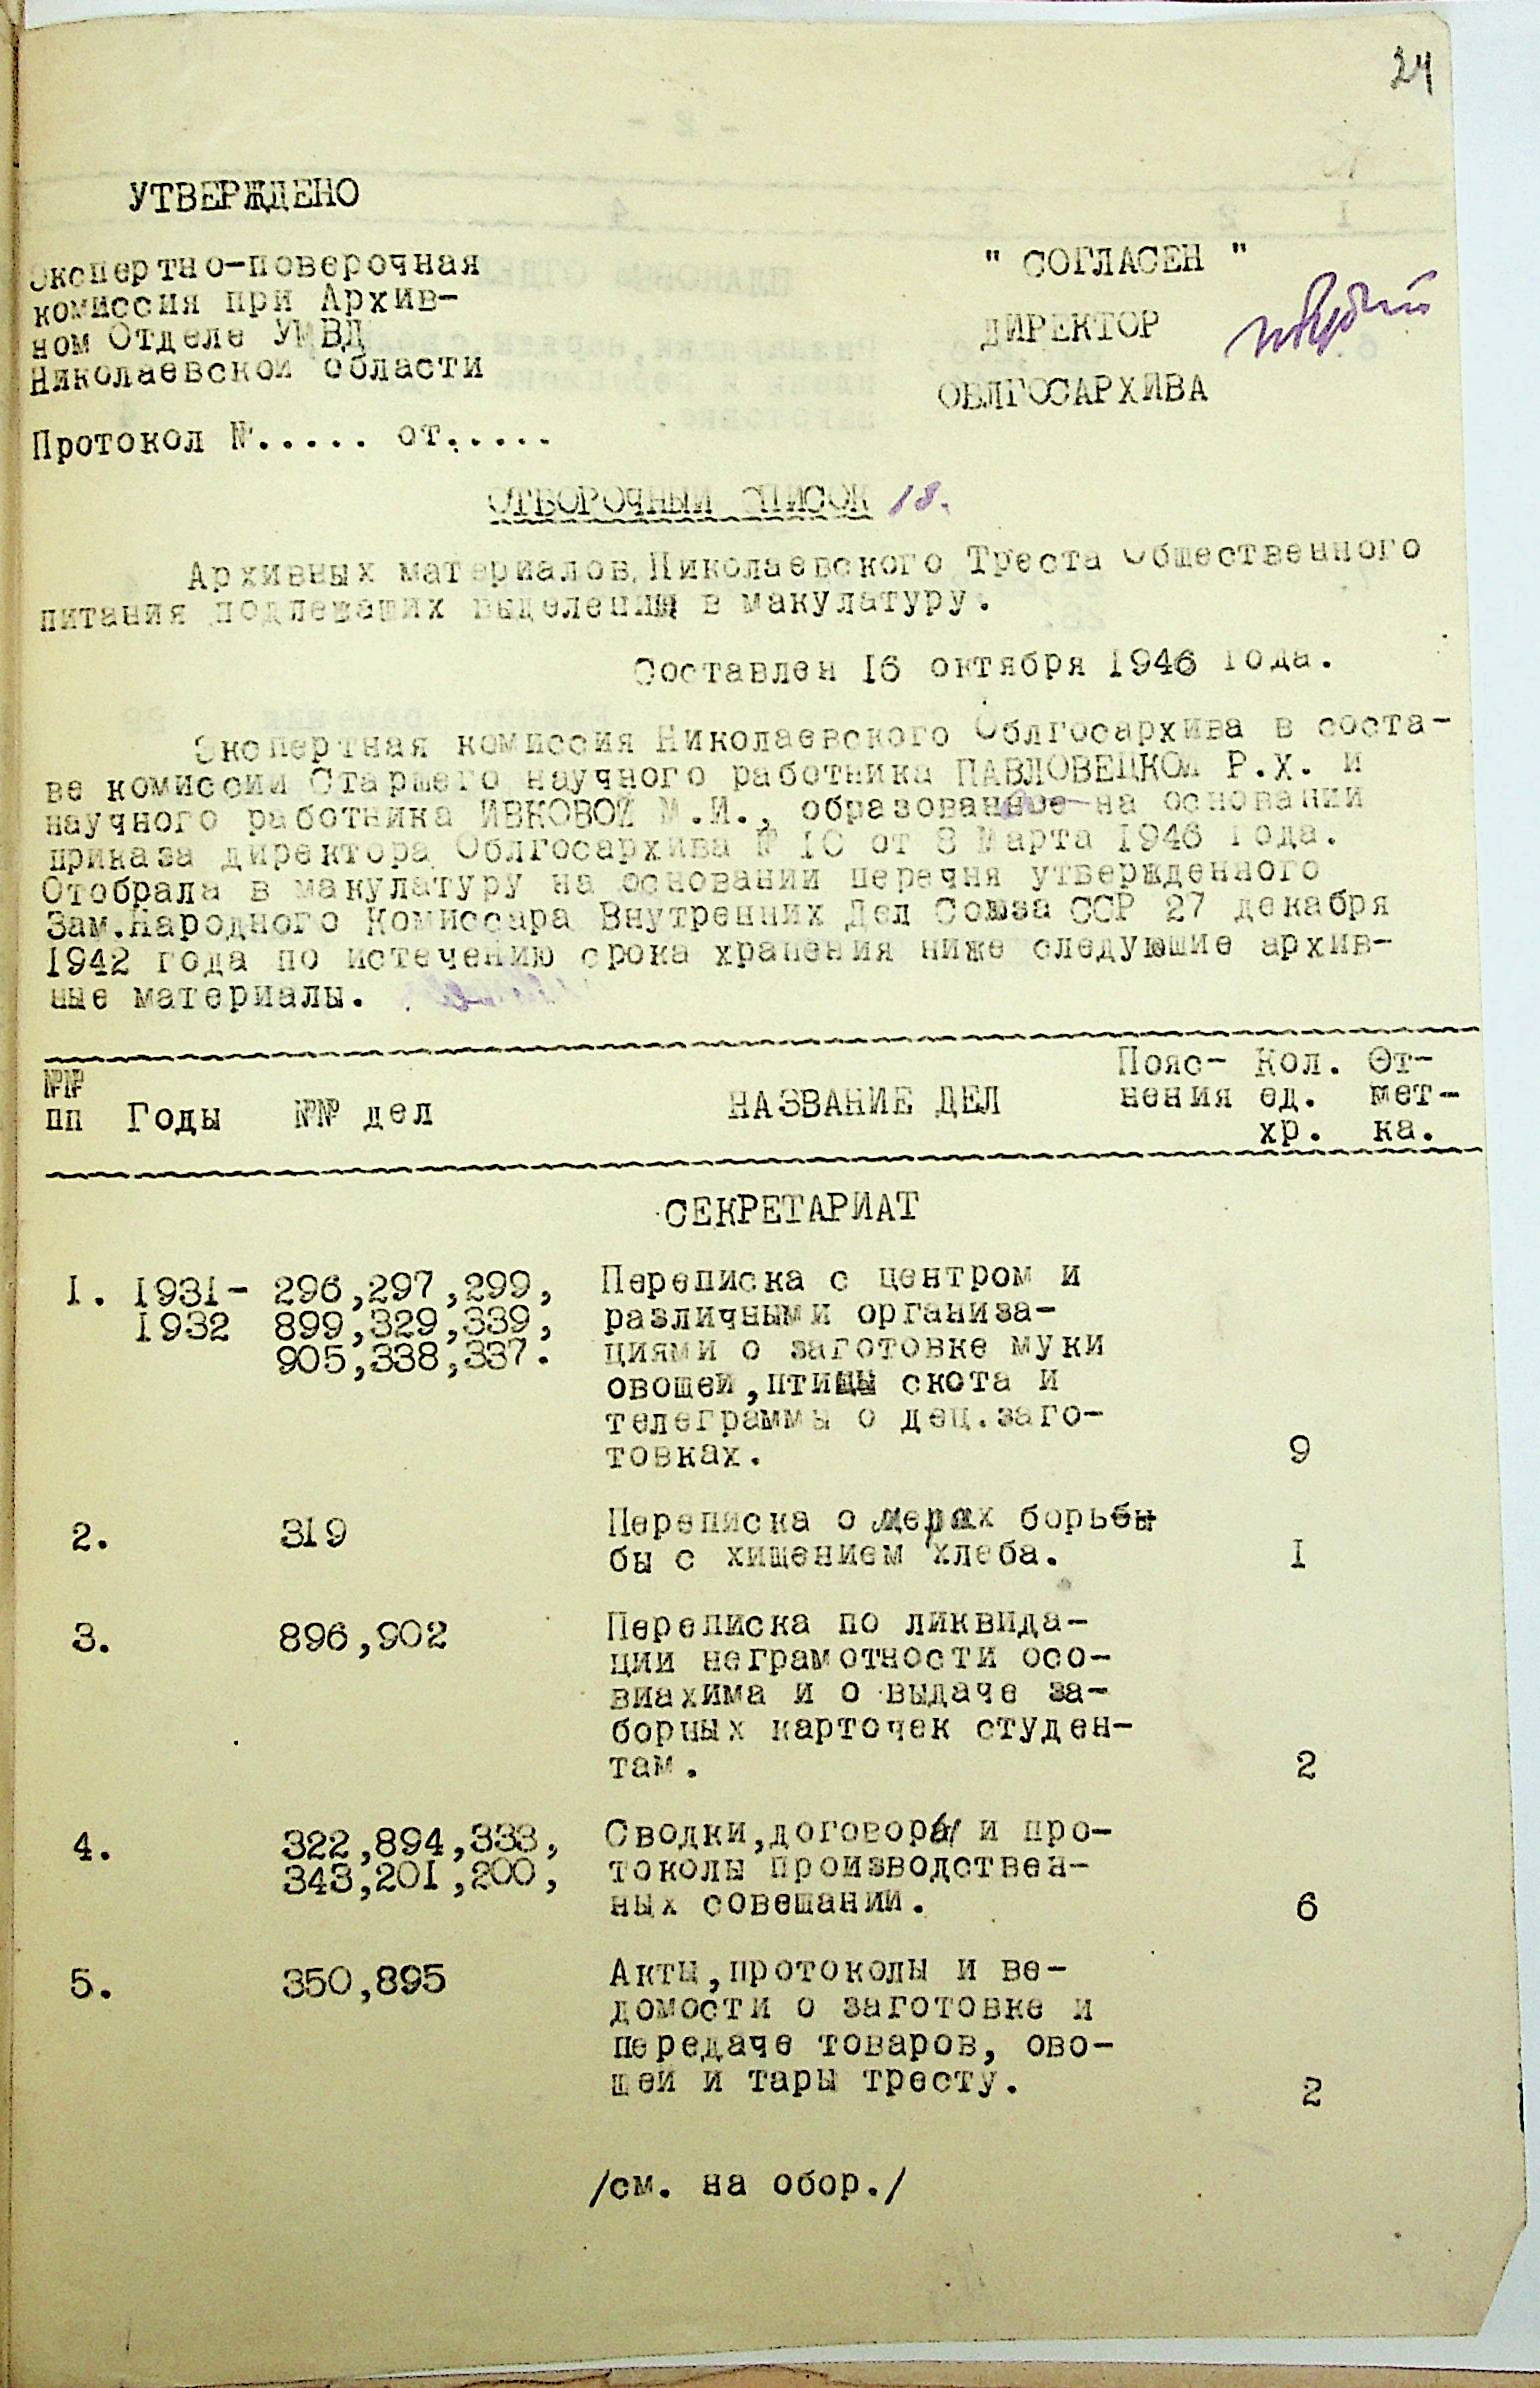 24
УТВЕРЖДЕНО
Экспертно-поверочная
комиссия при Архив-
ном Отделе УМВД
Николаевской области
Протокол №..... от.....
" СОГЛАСЕН "
ДИРЕКТОР
ОБЛГОСАРХИВА
ОТБОРОЧНЫЙ СПИСОК 18.
Архивных материалов Николаевского Треста Обшественного
питания подлежаших выделению в макулатуру.
Составлен 16 октября 1946 года.
Экспертная комиссия Николаевского Облгосархива в соста-
ве комиссии Старшего научного работника ПАВЛОВЕЦКОЙ Р.Х. и
научного работника ИВКОВОЙ М.И., образованное на основании
приказа директора Облгосархива № 10 от 8 Марта 1946 года.
Отобрала в макулатуру на основании перечня утвержденного
Зам.Народного Комиссара Внутренних Дел Союза ССР 27 декабря
1942 года по истечению срока хранения ниже следуюшие архив-
ные материалы.
№№ пп Годы №№ дел НАЗВАНИЕ ДЕЛ Пояс- нения Кол. ед. хр. От- мет- ка.
СЕКРЕТАРИАТ
1. 1931- 296,297,299, Переписка с центром и
1932 899,329,339, различными организа-
905,338,337. циями о заготовке муки
овошей,птицы скота и
телеграммы о дец.заго-
товках. 9
2. 319 Переписка о мерах борьбы
бы с хишением хлеба. 1
3. 896,902 Переписка по ликвида-
ции неграмотности осо-
виахима и о выдаче за-
борных карточек студен-
там. 2
4. 322,894,333, Сводки,договоры и про-
343,201,200, токолы производствен-
ных совешании. 6
5. 350,895 Акты,протоколы и ве-
домости о заготовке и
передаче товаров, ово-
шей и тары тресту. 2
/см. на обор./